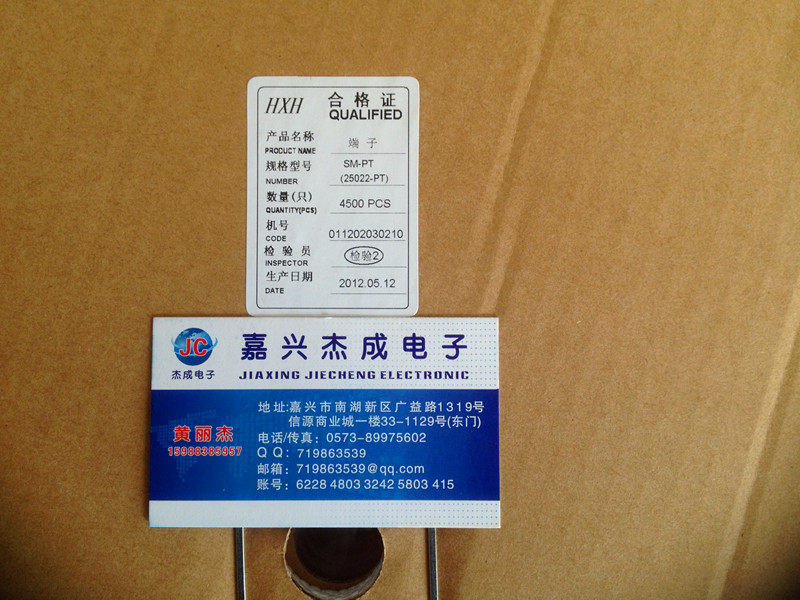 HXH 合格证
QUALIFIED
产品名称 端子
PRODUCT NAME
规格型号 SM-PT
NUMBER (25022-PT)
数量(只) 4500 PCS
QUANTITY(PCS)
机号
CODE 011202030210
检验员 检验2
INSPECTOR
生产日期 2012.05.12
DATE
JC 嘉兴杰成电子
杰成电子 JIAXING JIECHENG ELECTRONIC
地址:嘉兴市南湖新区广益路1319号
信源商业城一楼33-1129号(东门)
黄丽杰 电话/传真: 0573-89975602
15988385957 QQ: 719863539
邮箱: 719863539@qq.com
账号: 6228 4803 3242 5803 415